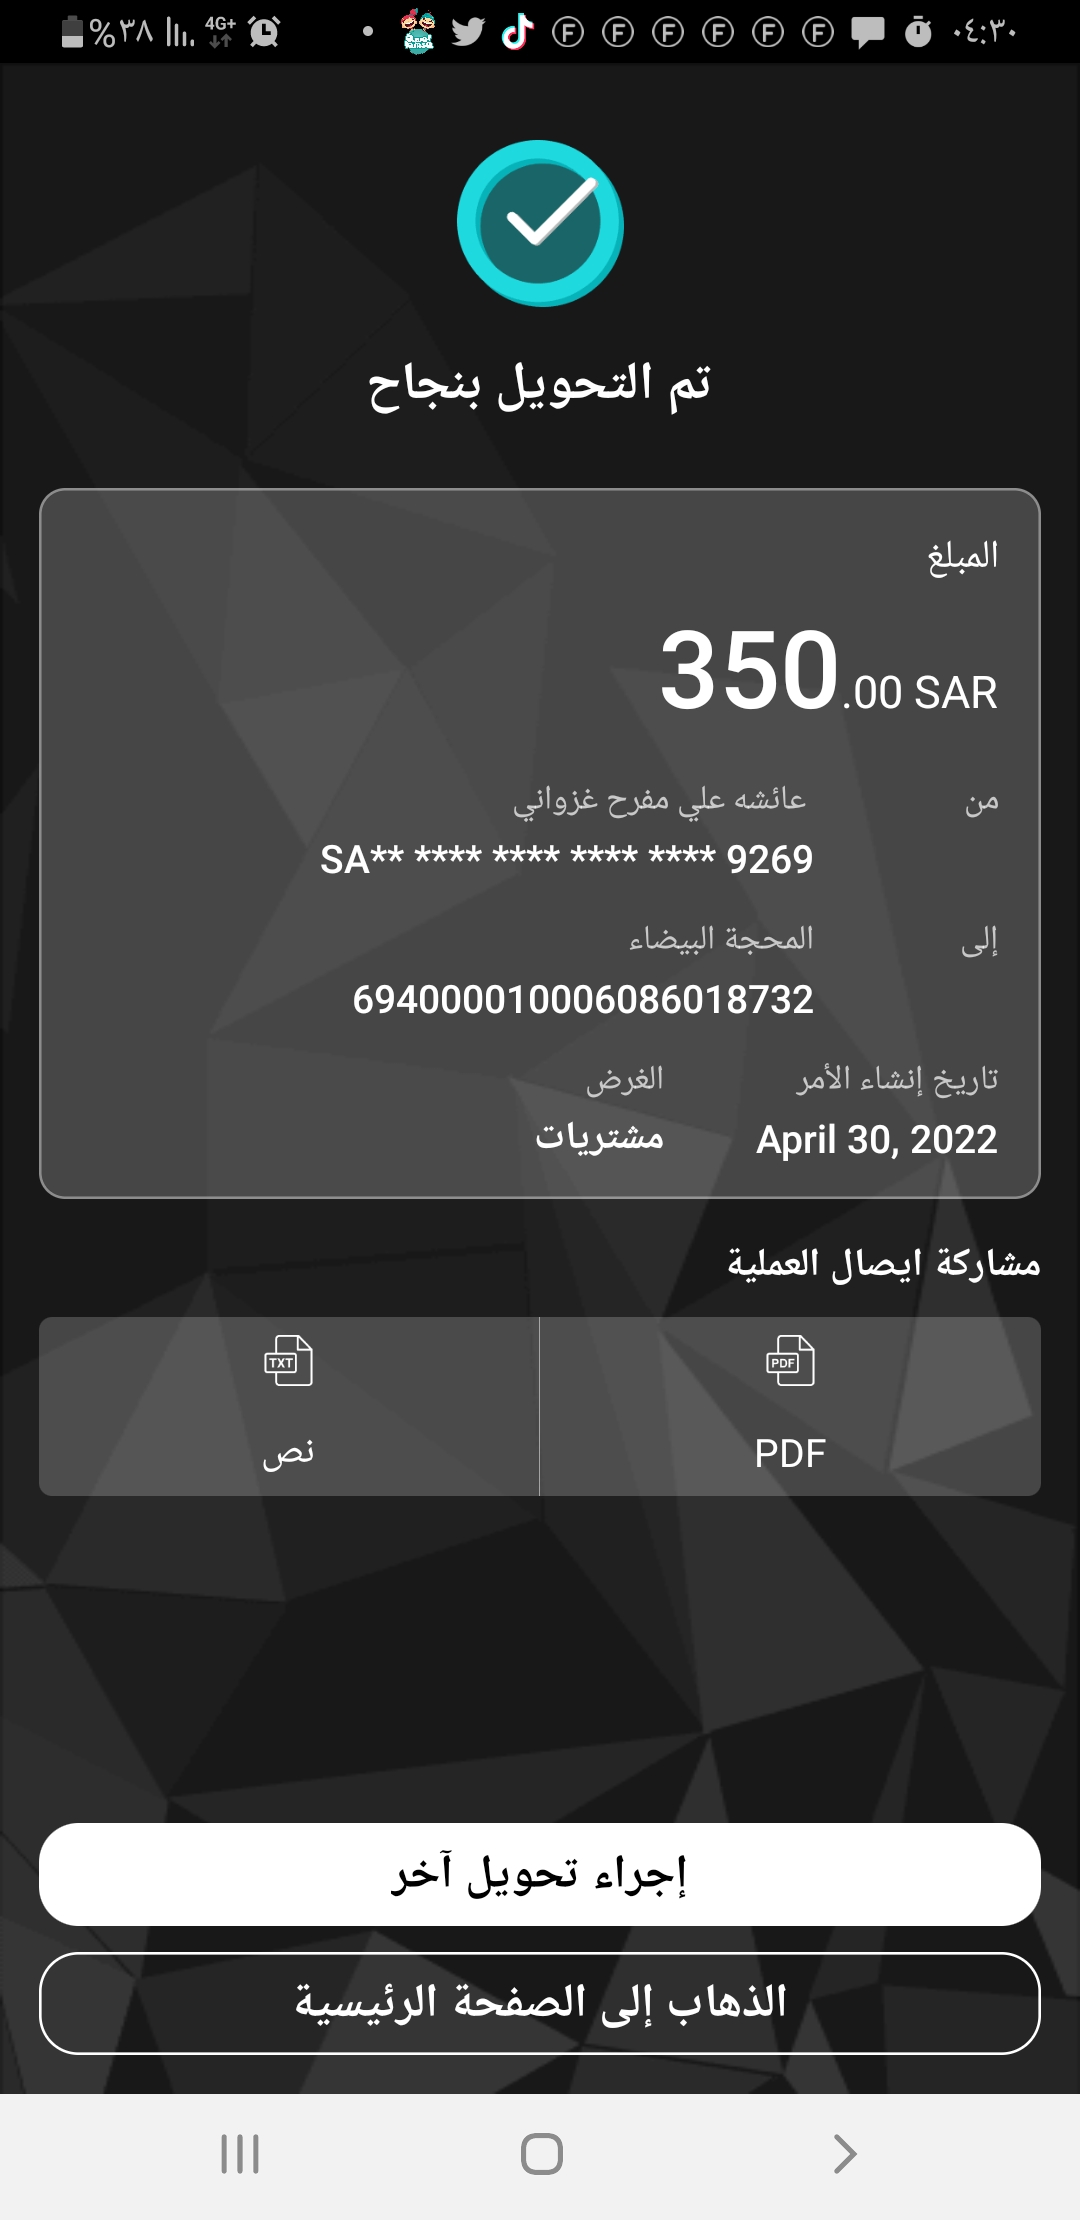 %٣٨ 4G+ ٠٤:٣٠
تم التحويل بنجاح
المبلغ
350.00 SAR
من عائشه علي مفرح غزواني
SA** **** **** **** **** 9269
إلى المحجة البيضاء
694000010006086018732
تاريخ إنشاء الأمر الغرض
April 30, 2022 مشتريات
مشاركة ايصال العملية
PDF TXT
PDF نص
إجراء تحويل آخر
الذهاب إلى الصفحة الرئيسية